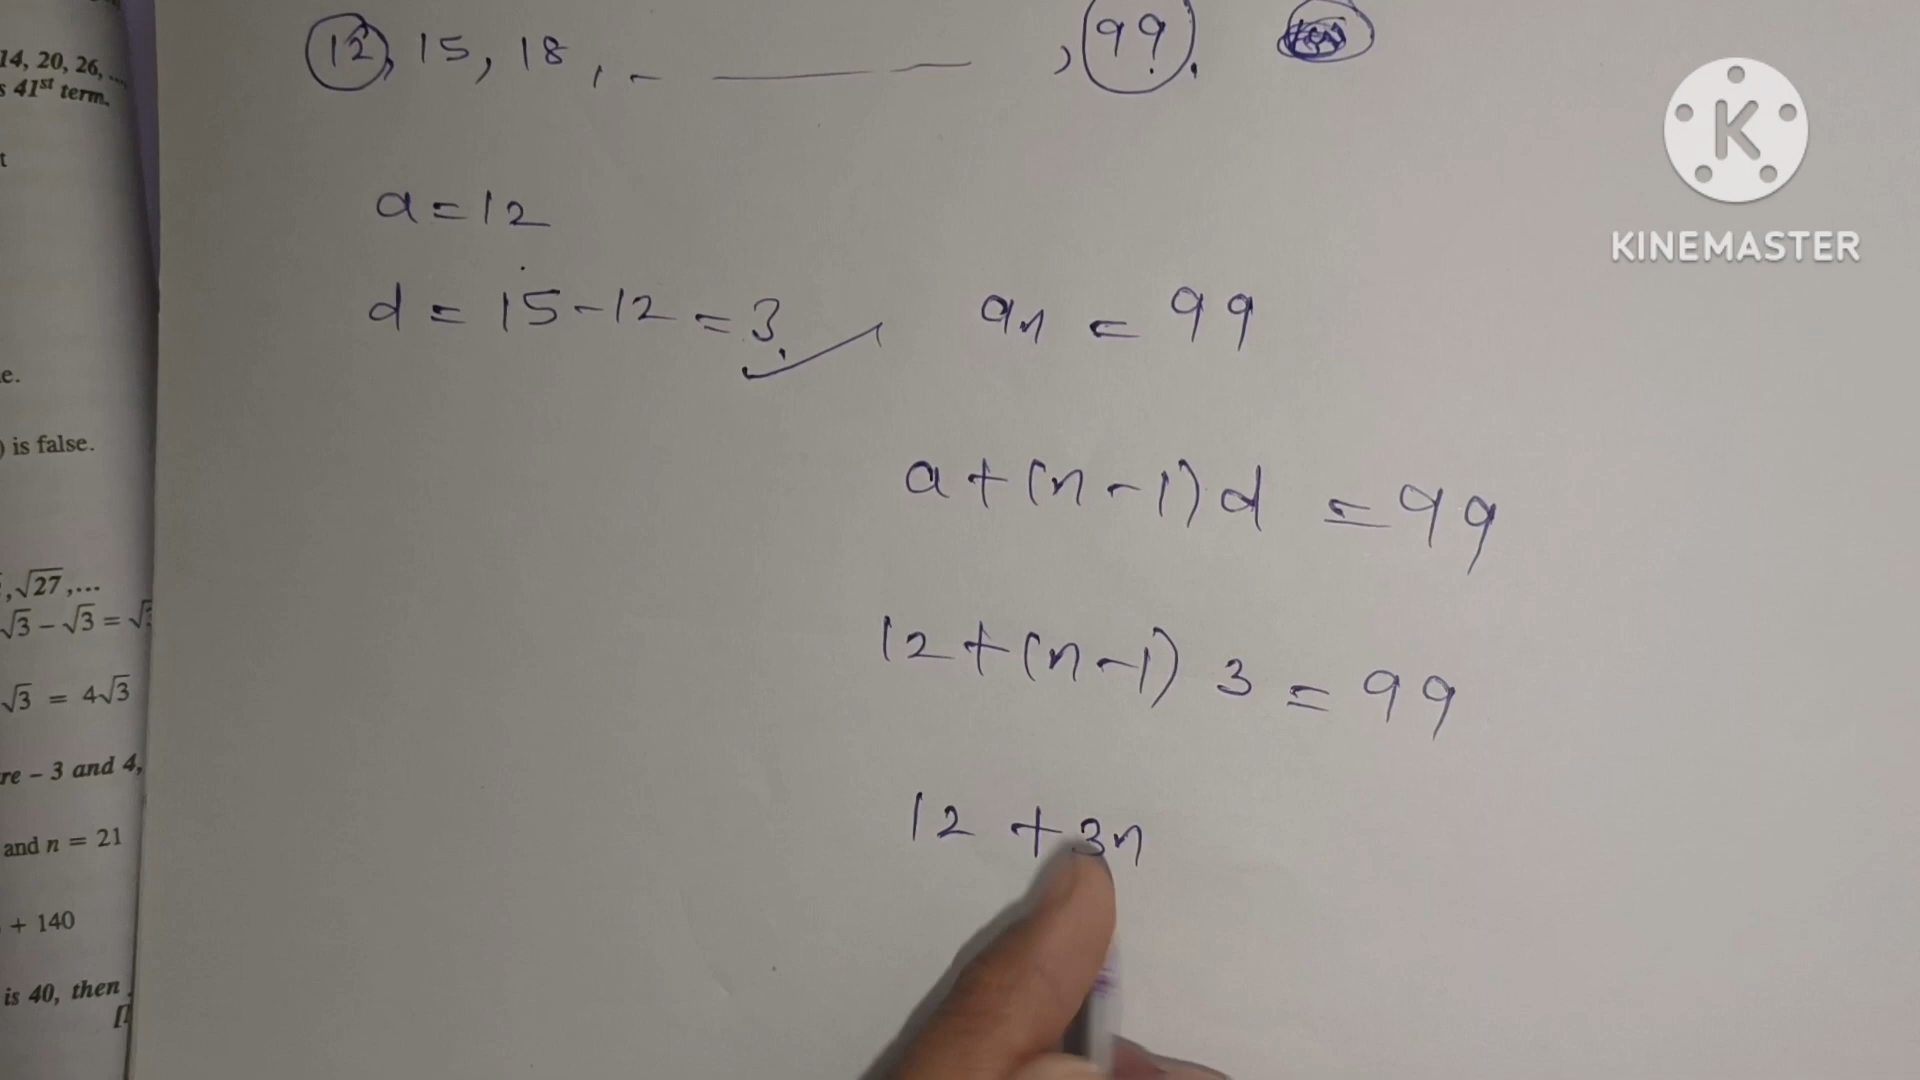 14, 20, 26, ...
s 41st term.
t
e.
) is false.
, √27, ...
√3 – √3 = √
√3 = 4√3
re – 3 and 4,
and n = 21
+ 140
is 40, then
12, 15, 18, - ———— —— , 99.
a = 12
d = 15 - 12 = 3
an = 99
a + (n - 1) d = 99
12 + (n - 1) 3 = 99
12 + 3n
K
KINEMASTER